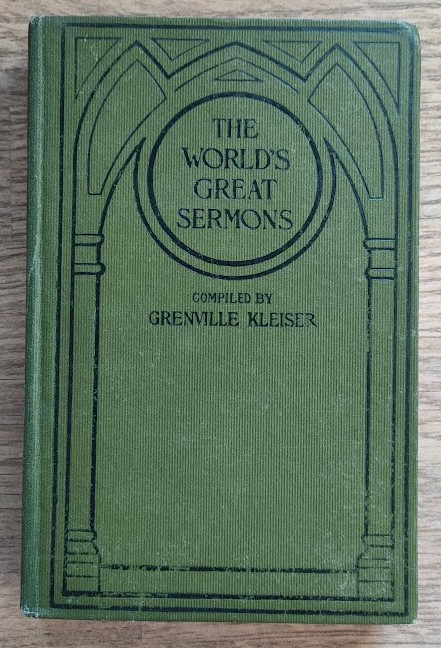 THE
WORLD'S
GREAT
SERMONS
COMPILED BY
GRENVILLE KLEISER